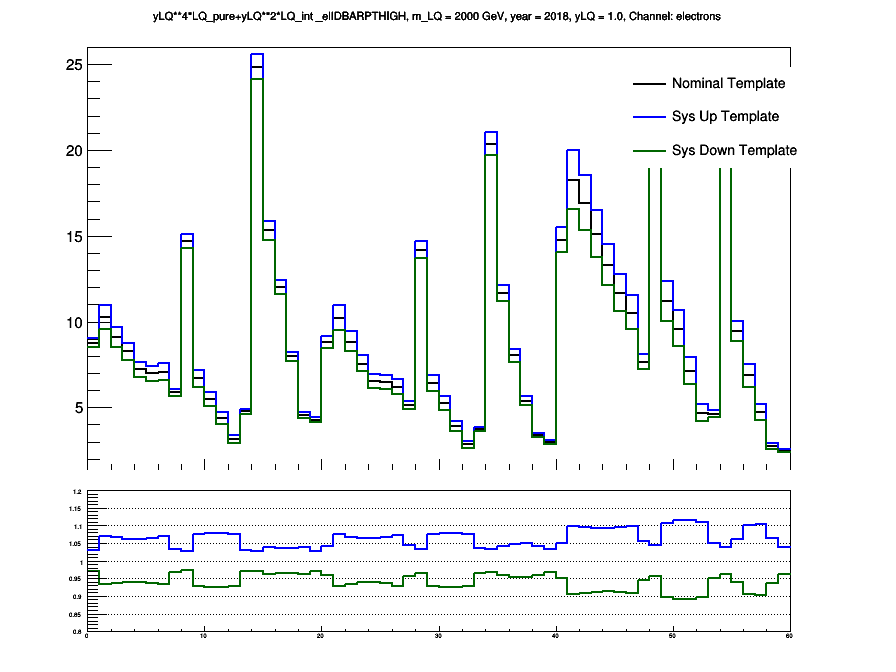 yLQ**4*LQ_pure+yLQ**2*LQ_int_ellDBARPTHIGH, m_LQ = 2000 GeV, year = 2018, yLQ = 1.0, Channel: electrons
25
Nominal Template
Sys Up Template
20
Sys Down Template
15
10
5
1.2
1.15
1.1
1.05
1
0.95
0.9
0.85
0.8
0 10 20 30 40 50 60